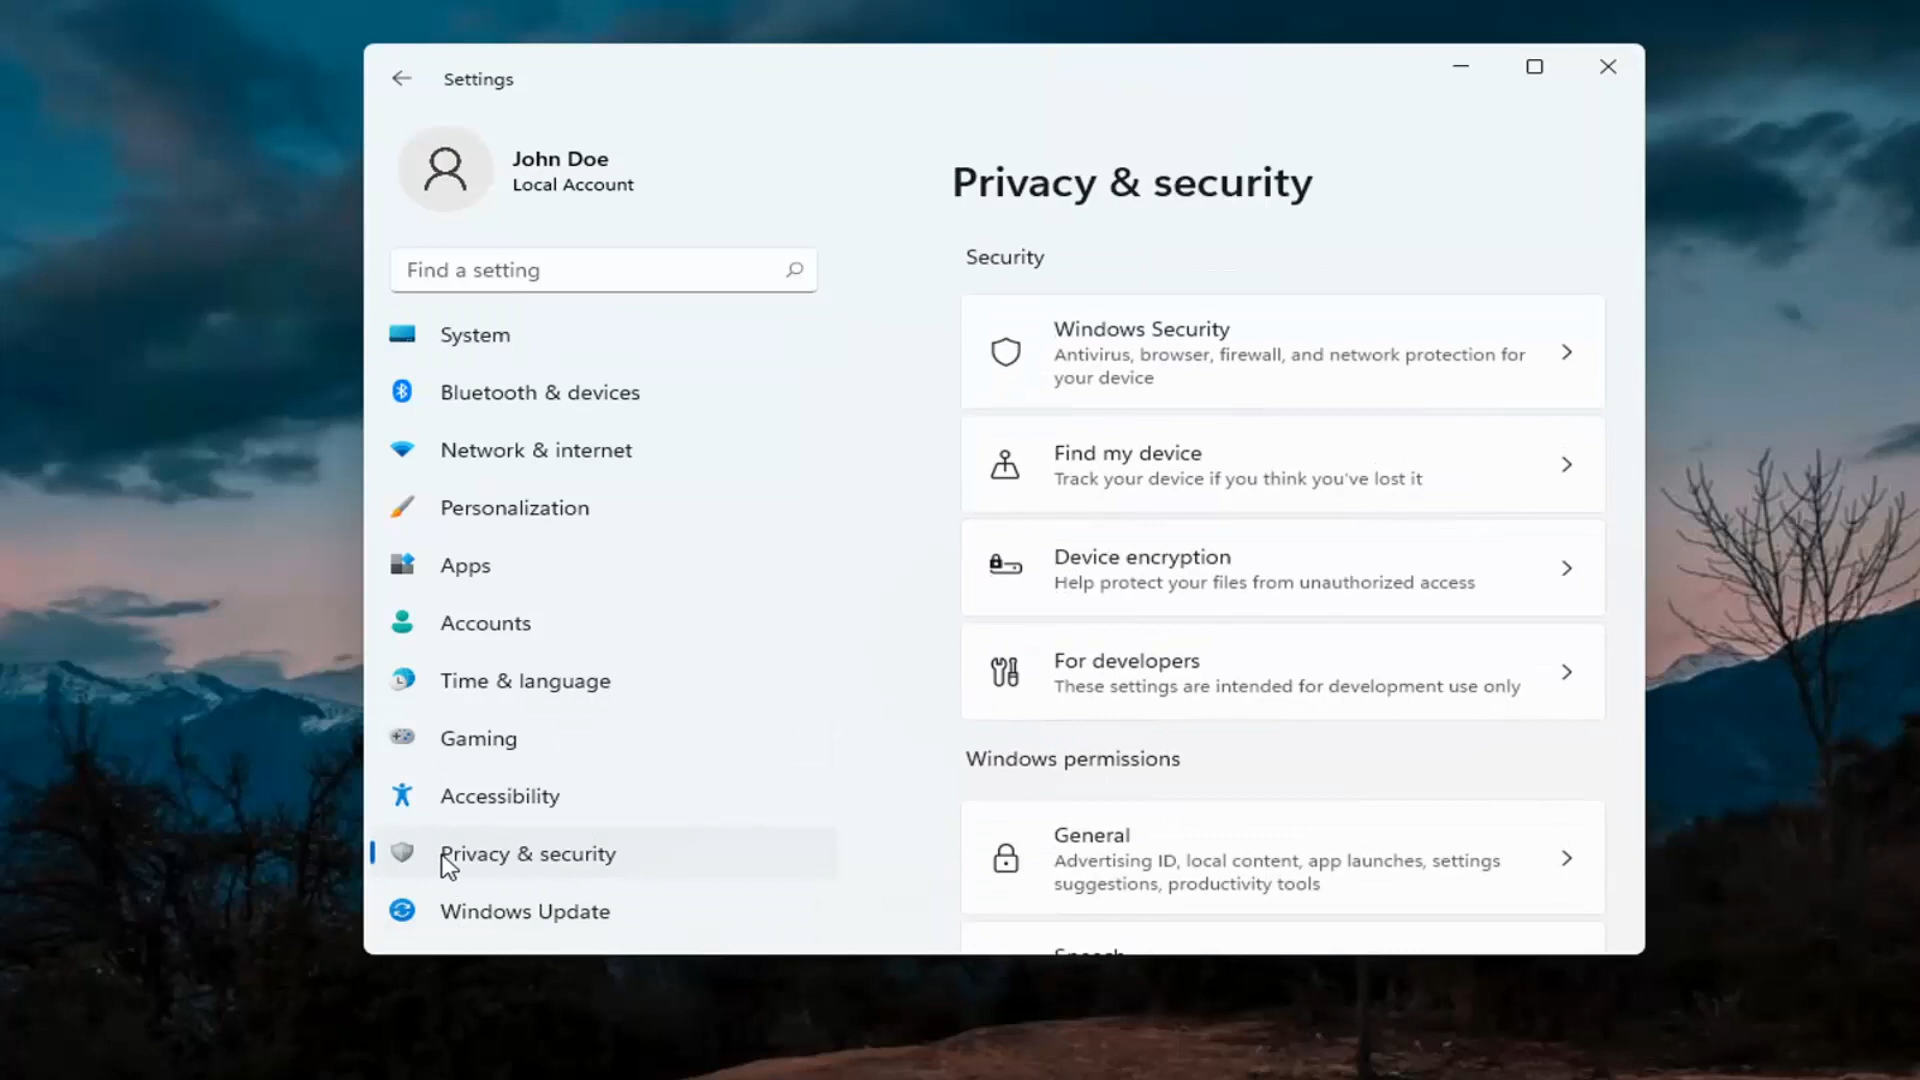 Settings
John Doe
Local Account
Find a setting
System
Bluetooth & devices
Network & internet
Personalization
Apps
Accounts
Time & language
Gaming
Accessibility
Privacy & security
Windows Update
Privacy & security
Security
Windows Security
Antivirus, browser, firewall, and network protection for
your device
Find my device
Track your device if you think you've lost it
Device encryption
Help protect your files from unauthorized access
For developers
These settings are intended for development use only
Windows permissions
General
Advertising ID, local content, app launches, settings
suggestions, productivity tools
Speech